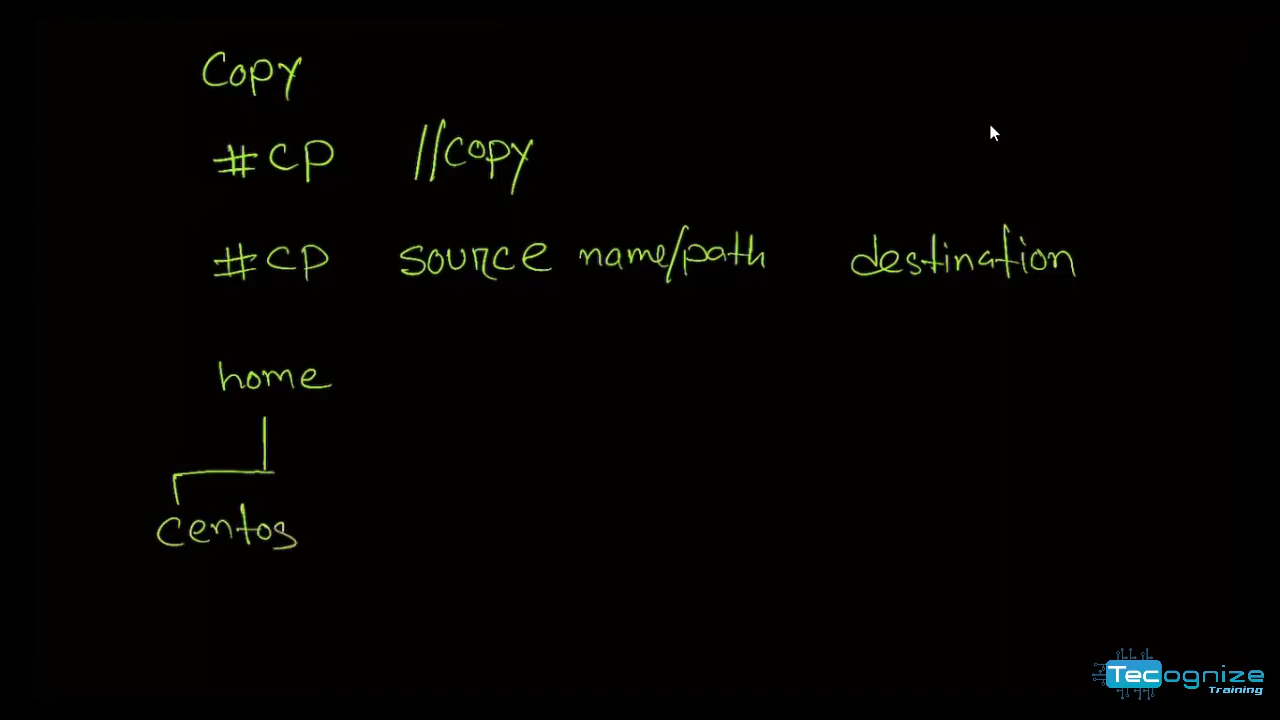 Copy
#cp //copy
#cp source name/path destination
home
centos
Tecognize
Training